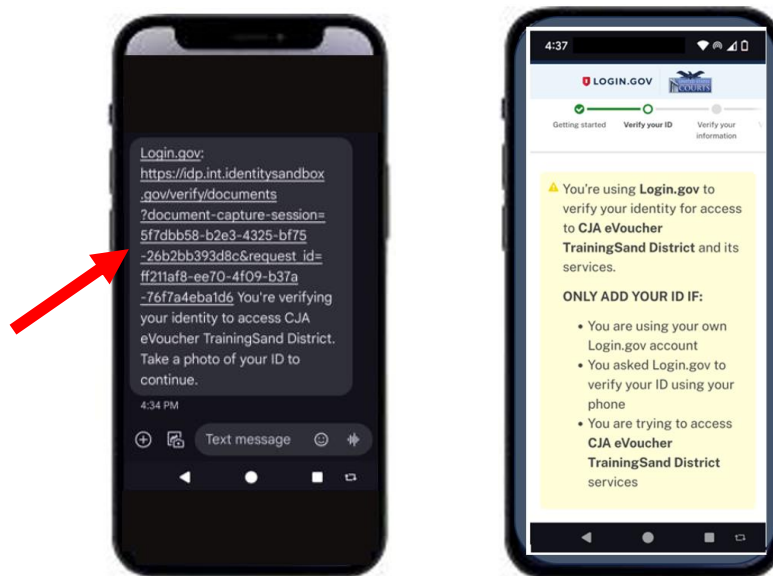 Login.gov:
https://idp.int.identitysandbox
.gov/verify/documents
?document-capture-session=
5f7dbb58-b2e3-4325-bf75
-26b2bb393d8c&request_id=
ff211af8-ee70-4f09-b37a
-76f7a4eba1d6 You're verifying
your identity to access CJA
eVoucher TrainingSand District.
Take a photo of your ID to
continue.
4:34 PM
Text message
4:37
LOGIN.GOV
COURTS
Getting started
Verify your ID
Verify your
information
You're using Login.gov to
verify your identity for access
to CJA eVoucher
TrainingSand District and its
services.
ONLY ADD YOUR ID IF:
• You are using your own
Login.gov account
• You asked Login.gov to
verify your ID using your
phone
• You are trying to access
CJA eVoucher
TrainingSand District
services